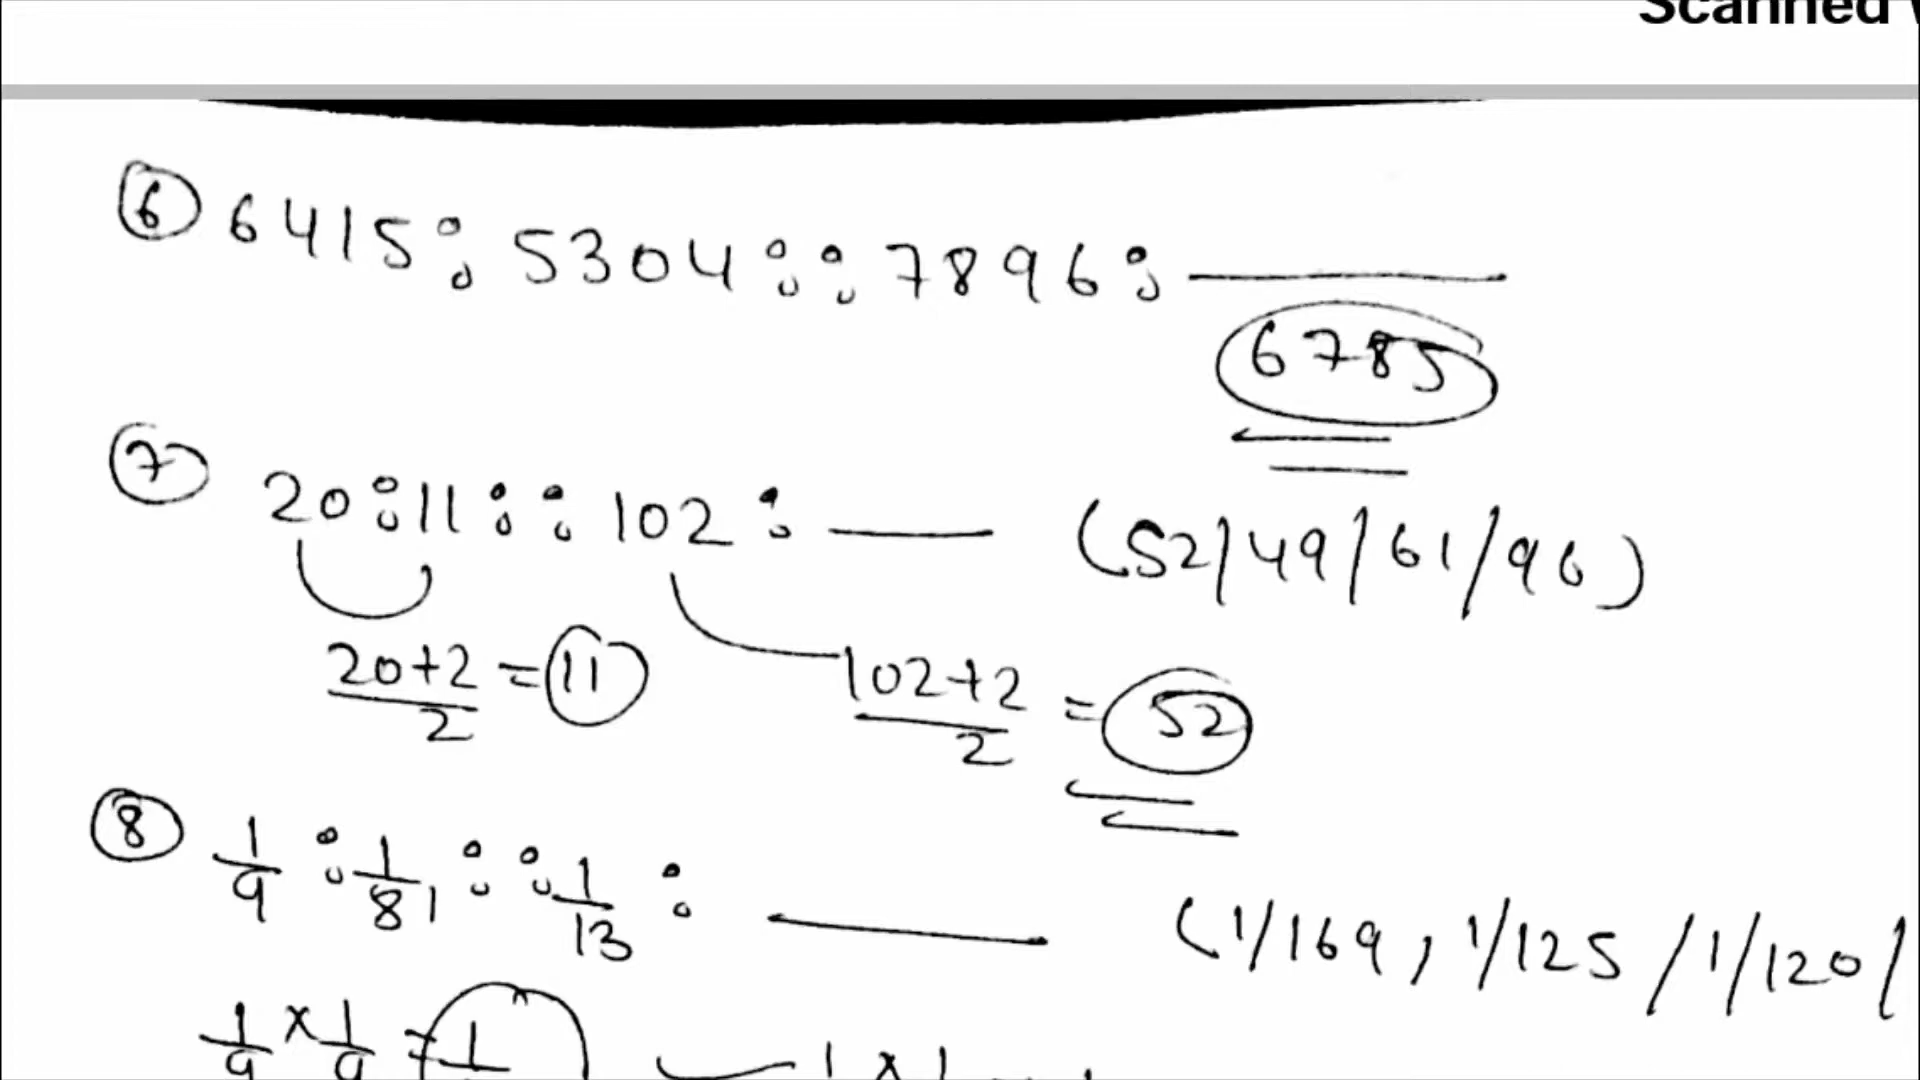 Scanned
6 6415 : 5304 :: 7896 : ______
6785
7 20 : 11 :: 102 : ____ (52/49/61/96)
20+2/2 = 11 102+2/2 = 52
8 1/9 : 1/81 :: 1/13 : ______ (1/169, 1/125 / 1/120 /
1/9 × 1/9 = 1